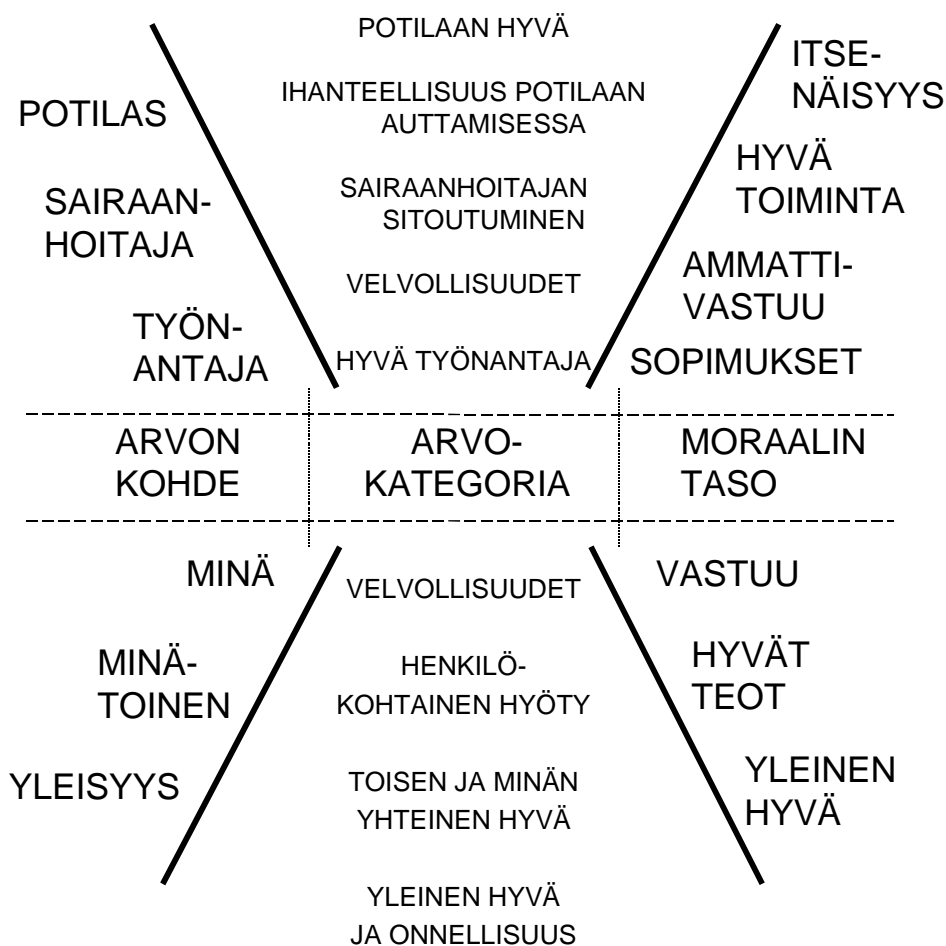 POTILAS
SAIRAAN-
HOITAJA
TYÖN-
ANTAJA
POTILAAN HYVÄ
IHANTEELLISUUS POTILAAN
AUTTAMISESSA
SAIRAANHOITAJAN
SITOUTUMINEN
VELVOLLISUUDET
HYVÄ TYÖNANTAJA
ITSE-
NÄISYYS
HYVÄ
TOIMINTA
AMMATTI-
VASTUU
SOPIMUKSET
ARVON
KOHDE
ARVO-
KATEGORIA
MORAALIN
TASO
MINÄ
MINÄ-
TOINEN
YLEISYYS
VELVOLLISUUDET
HENKILÖ-
KOHTAINEN HYÖTY
TOISEN JA MINÄN
YHTEINEN HYVÄ
YLEINEN HYVÄ
JA ONNELLISUUS
VASTUU
HYVÄT
TEOT
YLEINEN
HYVÄ